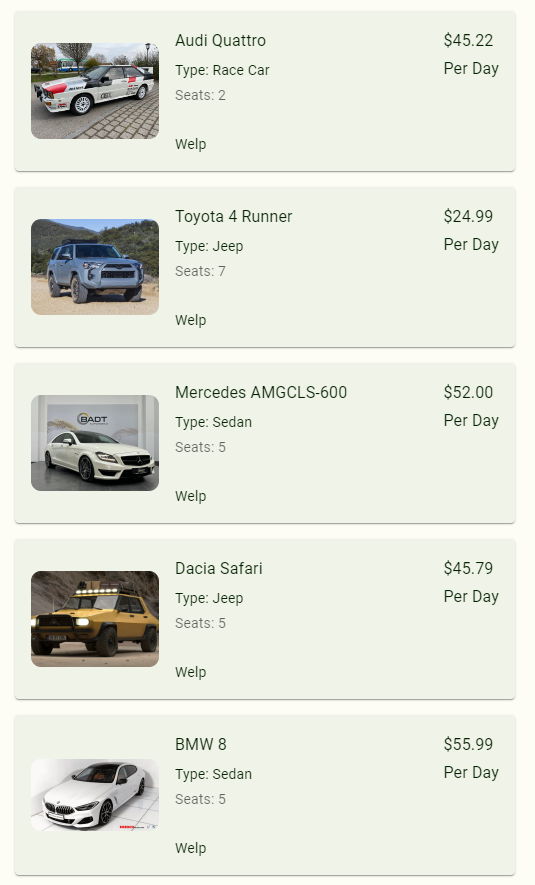 Audi Quattro
$45.22
Type: Race Car
Per Day
Seats: 2
Welp
Toyota 4 Runner
$24.99
Type: Jeep
Per Day
Seats: 7
Welp
Mercedes AMGCLS-600
$52.00
Type: Sedan
Per Day
Seats: 5
BADT
Welp
Dacia Safari
$45.79
Type: Jeep
Per Day
Seats: 5
Welp
BMW 8
$55.99
Type: Sedan
Per Day
Seats: 5
Welp